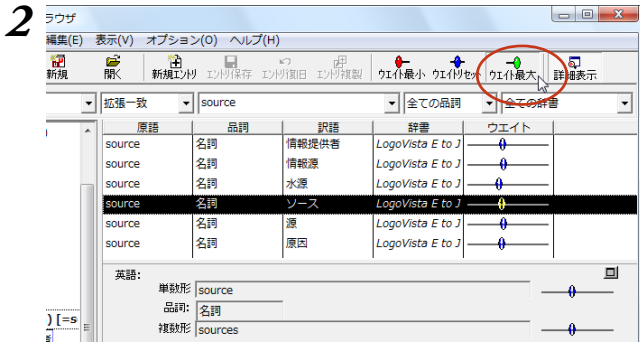 2
ラウザ
編集(E) 表示(V) オプション(O) ヘルプ(H)
新規 開く 新規エントリ エントリ保存 エントリ復旧 エントリ複製 ウエイト最小 ウエイトリセット ウエイト最大 詳細表示
拡張一致 source 全ての品詞 全ての辞書
原語 品詞 訳語 辞書 ウエイト
source 名詞 情報提供者 LogoVista E to J
source 名詞 情報源 LogoVista E to J
source 名詞 水源 LogoVista E to J
source 名詞 ソース LogoVista E to J
source 名詞 源 LogoVista E to J
source 名詞 原因 LogoVista E to J
英語:
単数形 source
品詞: 名詞
) [=s 複数形 sources